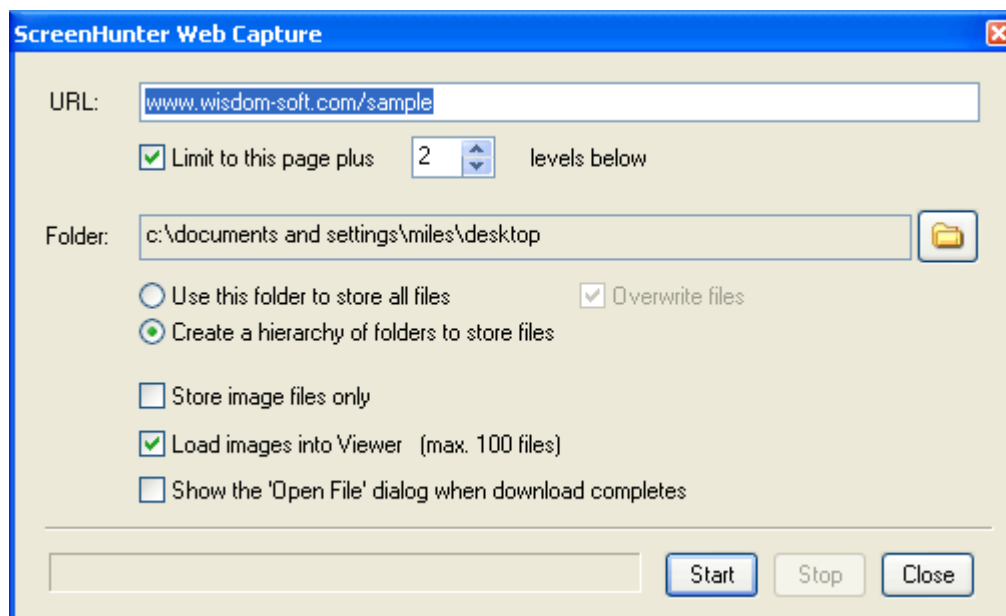 ScreenHunter Web Capture
URL: www.wisdom-soft.com/sample
Limit to this page plus 2 levels below
Folder: c:\documents and settings\miles\desktop
Use this folder to store all files Overwrite files
Create a hierarchy of folders to store files
Store image files only
Load images into Viewer (max. 100 files)
Show the 'Open File' dialog when download completes
Start Stop Close